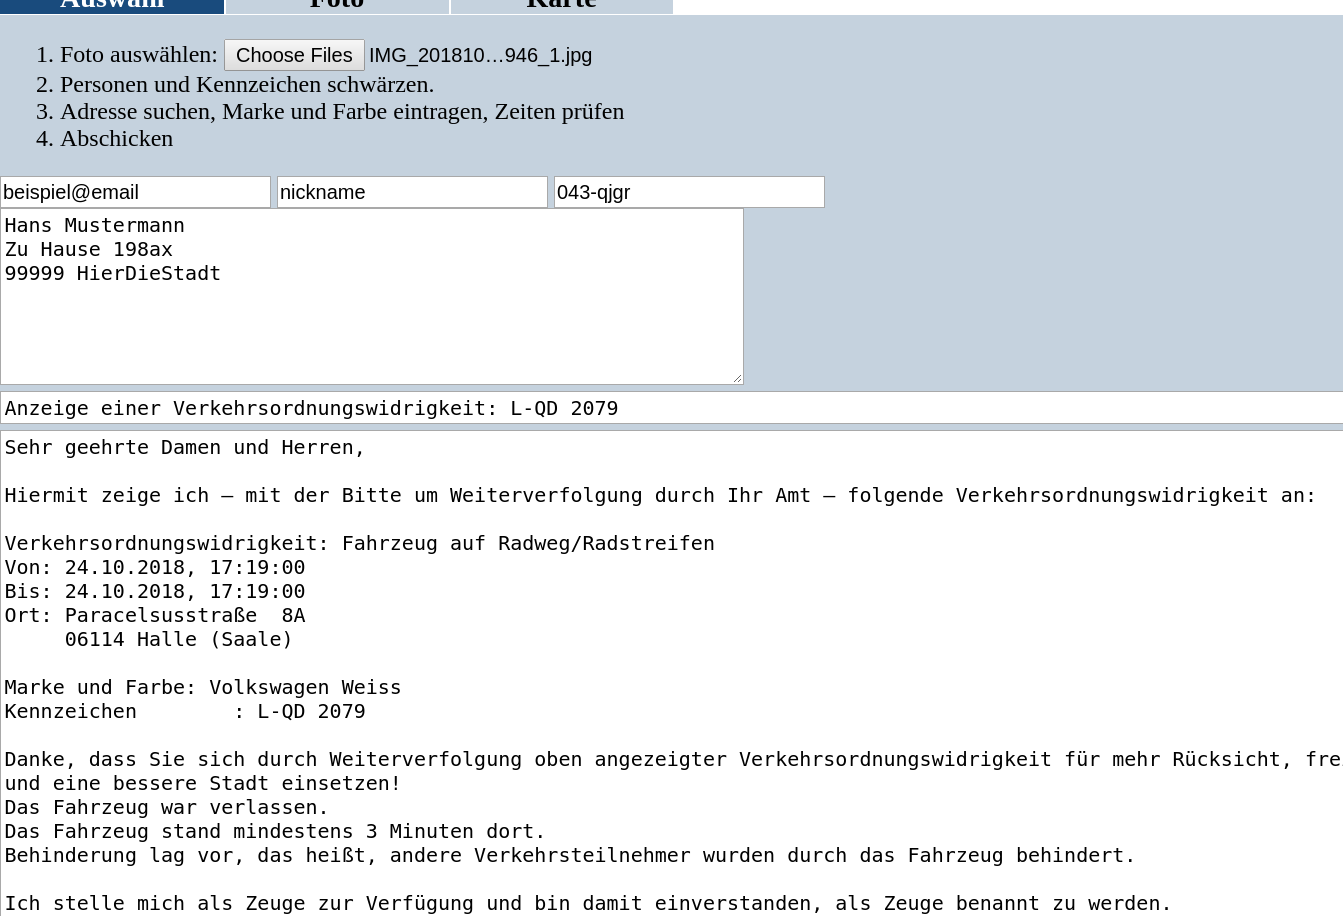 Auswahl Foto Karte
1. Foto auswählen: Choose Files IMG_201810…946_1.jpg
2. Personen und Kennzeichen schwärzen.
3. Adresse suchen, Marke und Farbe eintragen, Zeiten prüfen
4. Abschicken
beispiel@email nickname 043-qjgr
Hans Mustermann
Zu Hause 198ax
99999 HierDieStadt
Anzeige einer Verkehrsordnungswidrigkeit: L-QD 2079
Sehr geehrte Damen und Herren,
Hiermit zeige ich – mit der Bitte um Weiterverfolgung durch Ihr Amt – folgende Verkehrsordnungswidrigkeit an:
Verkehrsordnungswidrigkeit: Fahrzeug auf Radweg/Radstreifen
Von: 24.10.2018, 17:19:00
Bis: 24.10.2018, 17:19:00
Ort: Paracelsusstraße  8A
06114 Halle (Saale)
Marke und Farbe: Volkswagen Weiss
Kennzeichen        : L-QD 2079
Danke, dass Sie sich durch Weiterverfolgung oben angezeigter Verkehrsordnungswidrigkeit für mehr Rücksicht,
und eine bessere Stadt einsetzen!
Das Fahrzeug war verlassen.
Das Fahrzeug stand mindestens 3 Minuten dort.
Behinderung lag vor, das heißt, andere Verkehrsteilnehmer wurden durch das Fahrzeug behindert.
Ich stelle mich als Zeuge zur Verfügung und bin damit einverstanden, als Zeuge benannt zu werden.